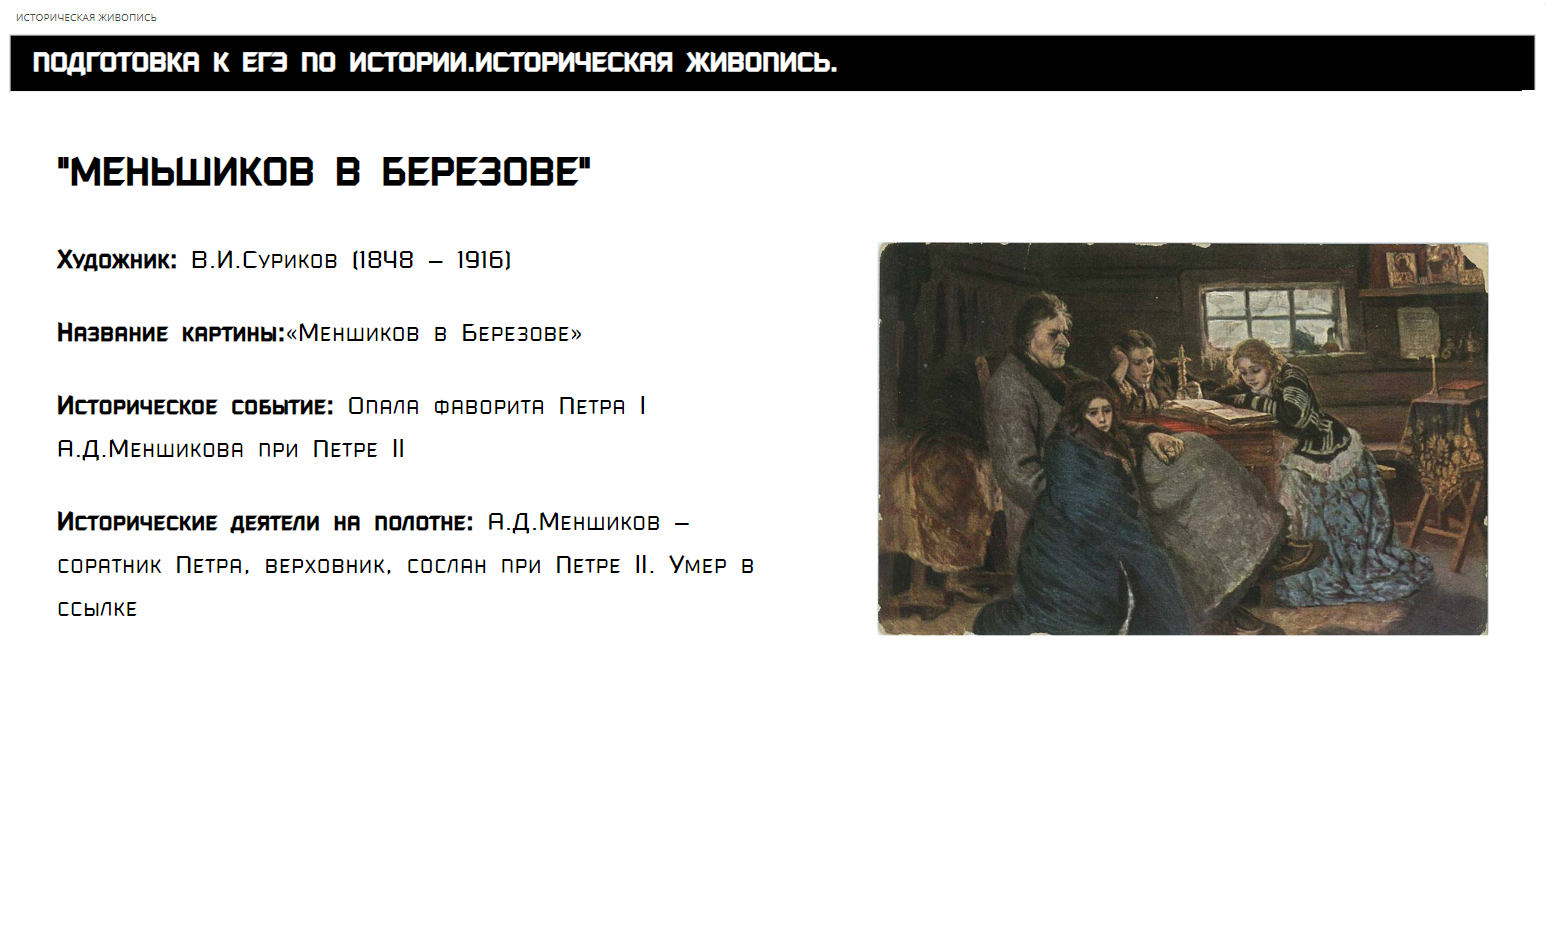 ИСТОРИЧЕСКАЯ ЖИВОПИСЬ
ПОДГОТОВКА К ЕГЭ ПО ИСТОРИИ.ИСТОРИЧЕСКАЯ ЖИВОПИСЬ.
"МЕНЬШИКОВ В БЕРЕЗОВЕ"
Художник: В.И.Суриков (1848 – 1916)
Название картины:«Меншиков в Березове»
Историческое событие: Опала фаворита Петра I
А.Д.Меншикова при Петре II
Исторические деятели на полотне: А.Д.Меншиков –
соратник Петра, верховник, сослан при Петре II. Умер в
ссылке